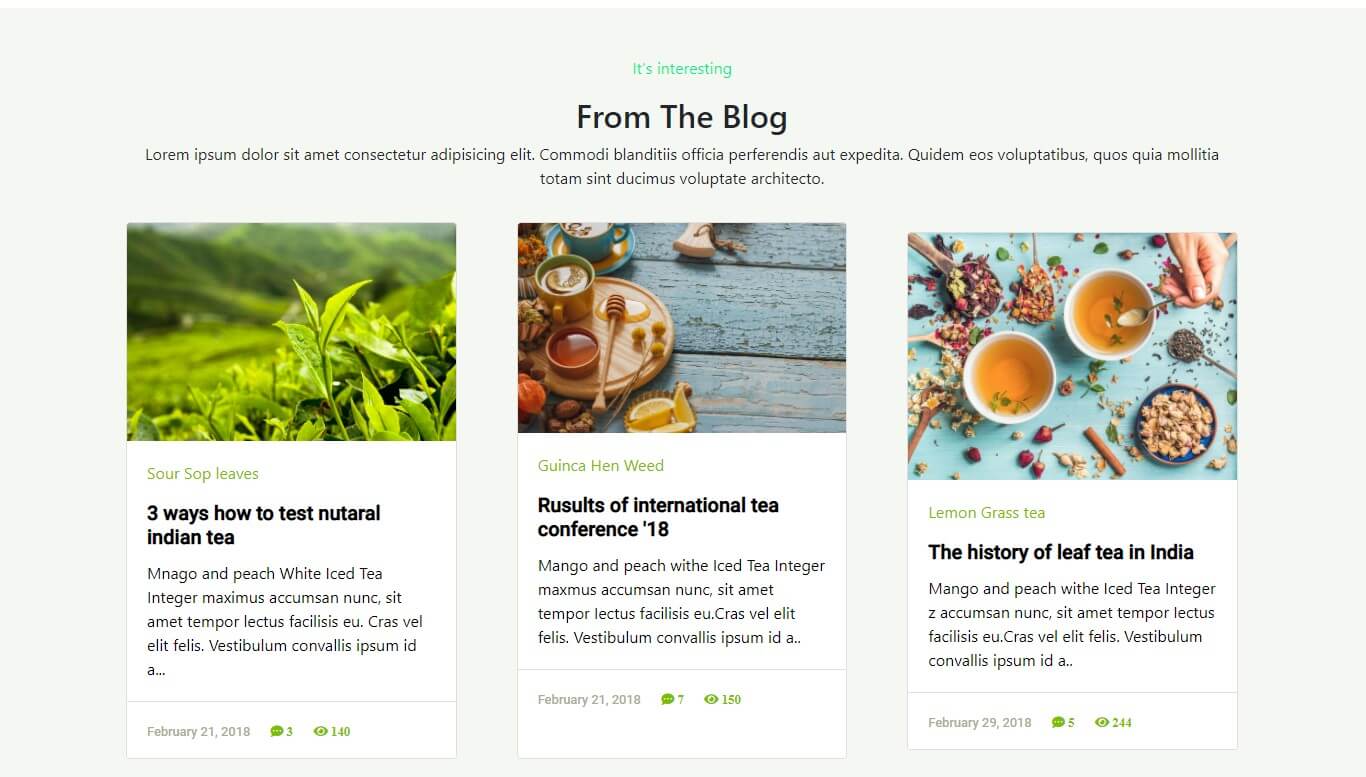 It's interesting
From The Blog
Lorem ipsum dolor sit amet consectetur adipisicing elit. Commodi blanditiis officia perferendis aut expedita. Quidem eos voluptatibus, quos quia mollitia
totam sint ducimus voluptate architecto.
Sour Sop leaves
3 ways how to test nutaral
indian tea
Mnago and peach White Iced Tea
Integer maximus accumsan nunc, sit
amet tempor lectus facilisis eu. Cras vel
elit felis. Vestibulum convallis ipsum id
a...
February 21, 2018 3 140
Guinca Hen Weed
Rusults of international tea
conference '18
Mango and peach withe Iced Tea Integer
maxmus accumsan nunc, sit amet
tempor lectus facilisis eu.Cras vel elit
felis. Vestibulum convallis ipsum id a..
February 21, 2018 7 150
Lemon Grass tea
The history of leaf tea in India
Mango and peach withe Iced Tea Integer
z accumsan nunc, sit amet tempor lectus
facilisis eu.Cras vel elit felis. Vestibulum
convallis ipsum id a..
February 29, 2018 5 244